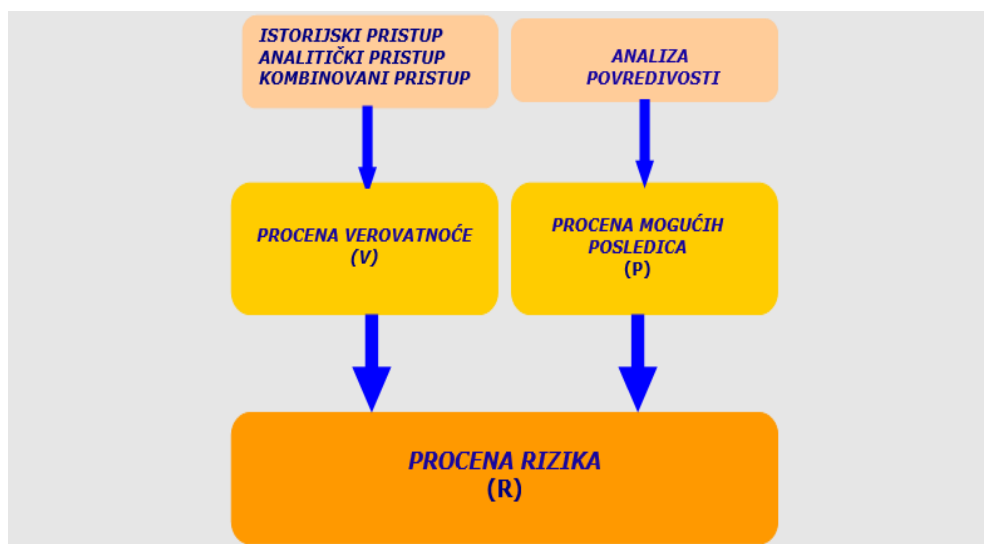 ISTORIJSKI PRISTUP
ANALITIČKI PRISTUP
KOMBINOVANI PRISTUP
ANALIZA
POVREDIVOSTI
PROCENA VEROVATNOĆE
(V)
PROCENA MOGUĆIH
POSLEDICA
(P)
PROCENA RIZIKA
(R)